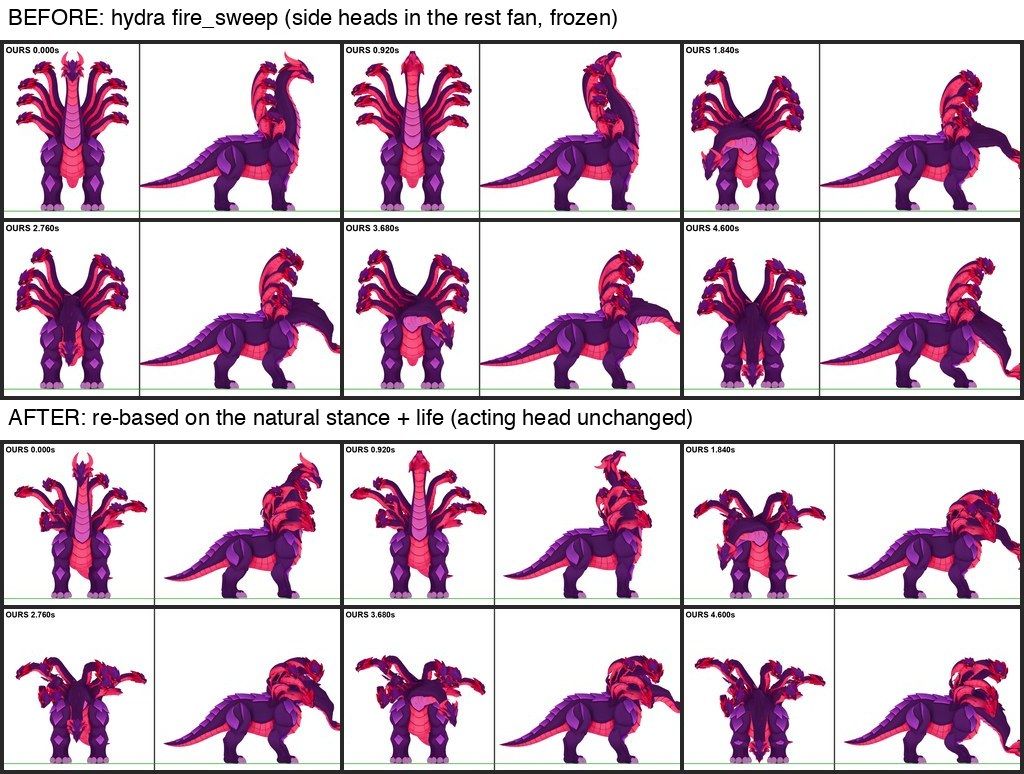 BEFORE: hydra fire_sweep (side heads in the rest fan, frozen)
OURS 0.000s
OURS 0.920s
OURS 1.840s
OURS 2.760s
OURS 3.680s
OURS 4.600s
AFTER: re-based on the natural stance + life (acting head unchanged)
OURS 0.000s
OURS 0.920s
OURS 1.840s
OURS 2.760s
OURS 3.680s
OURS 4.600s